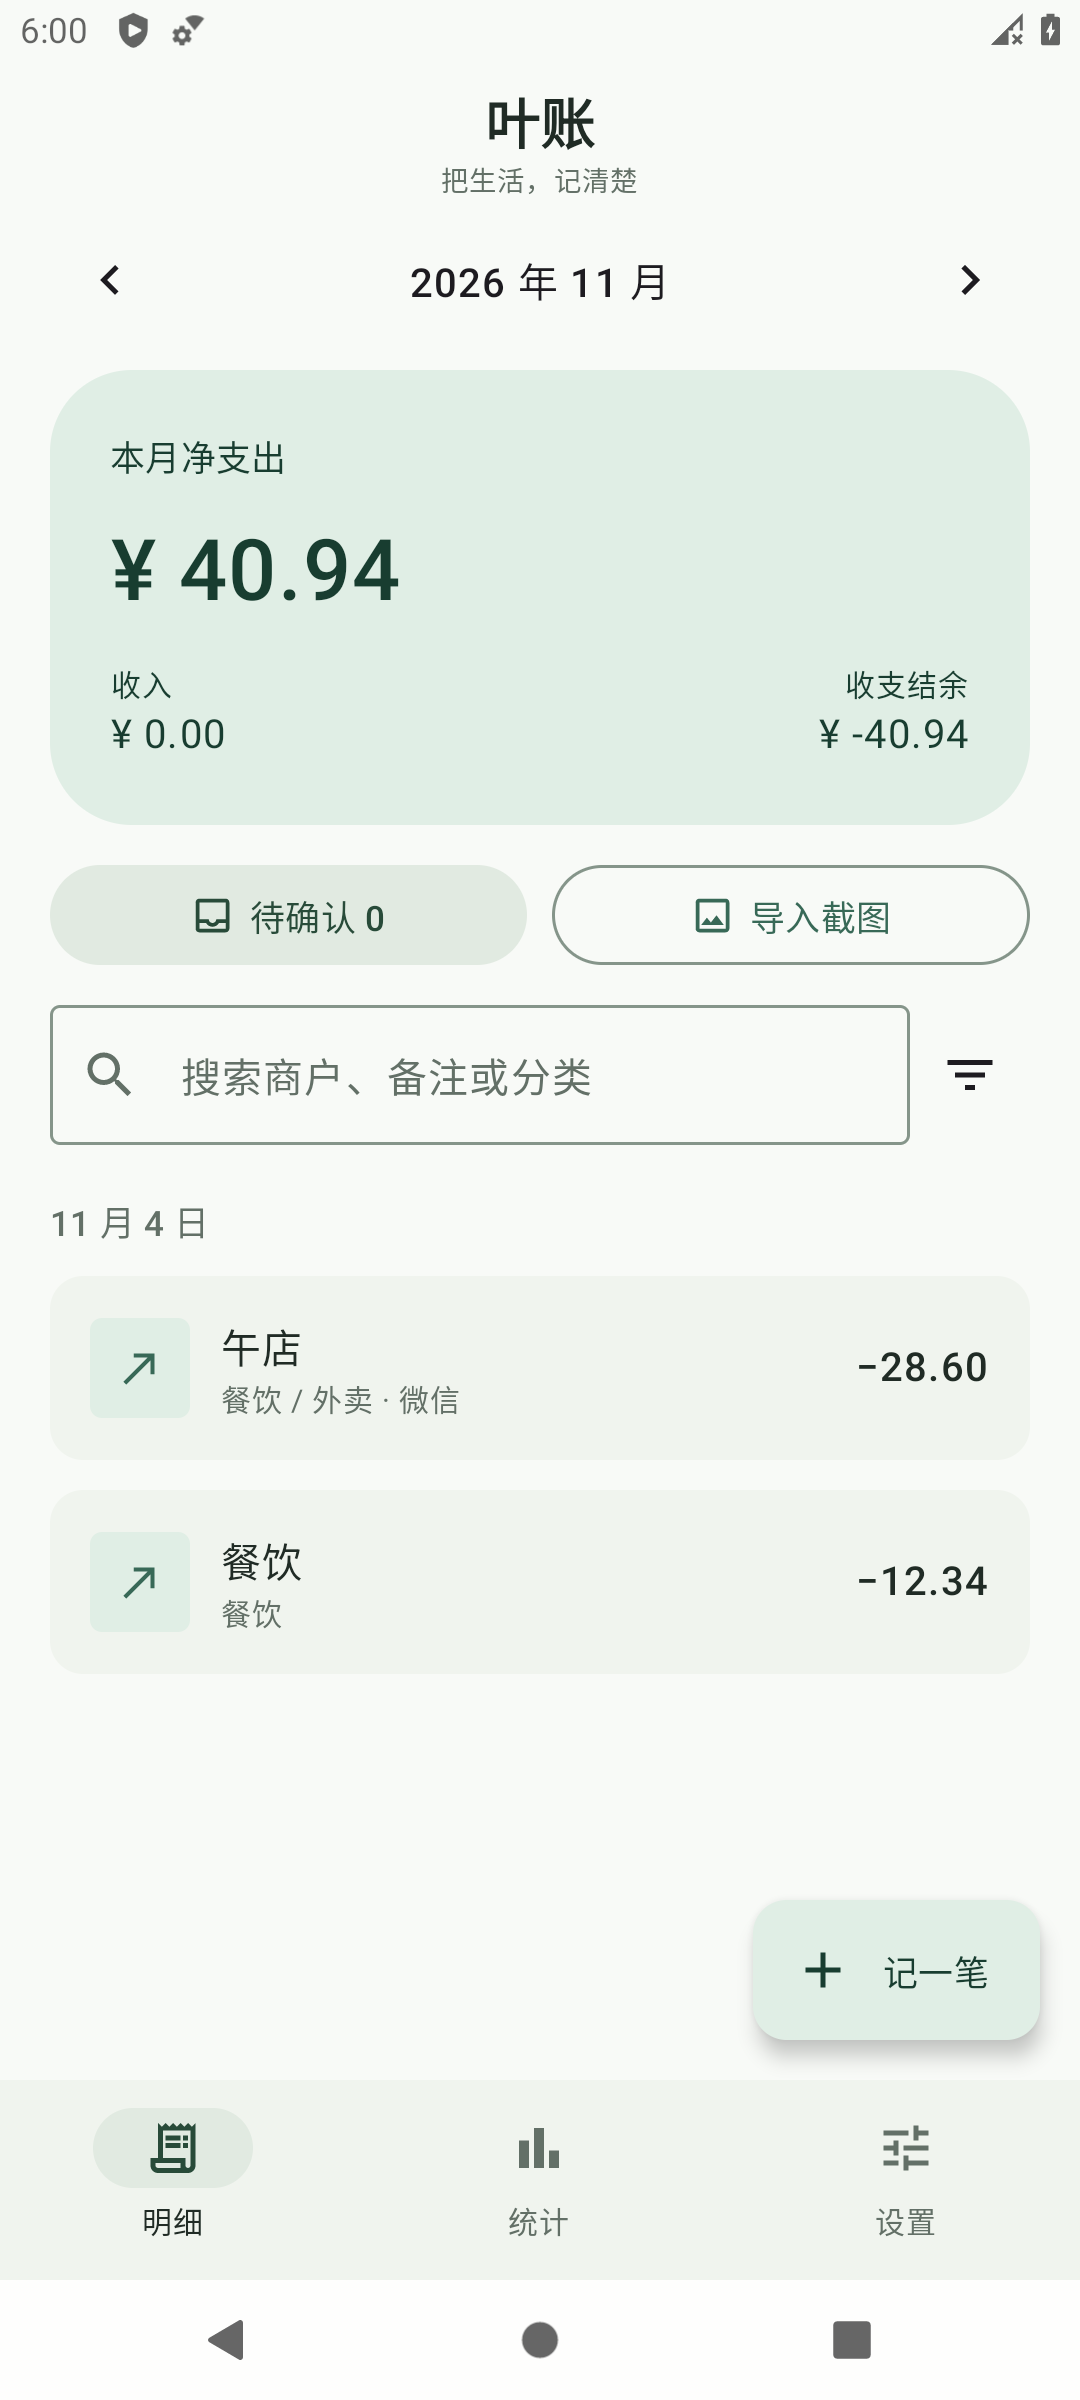 6:00
叶账
把生活，记清楚
2026 年 11 月
本月净支出
¥ 40.94
收入 收支结余
¥ 0.00 ¥ -40.94
待确认 0 导入截图
搜索商户、备注或分类
11 月 4 日
午店
餐饮 / 外卖 · 微信
−28.60
餐饮
餐饮
−12.34
记一笔
明细 统计 设置